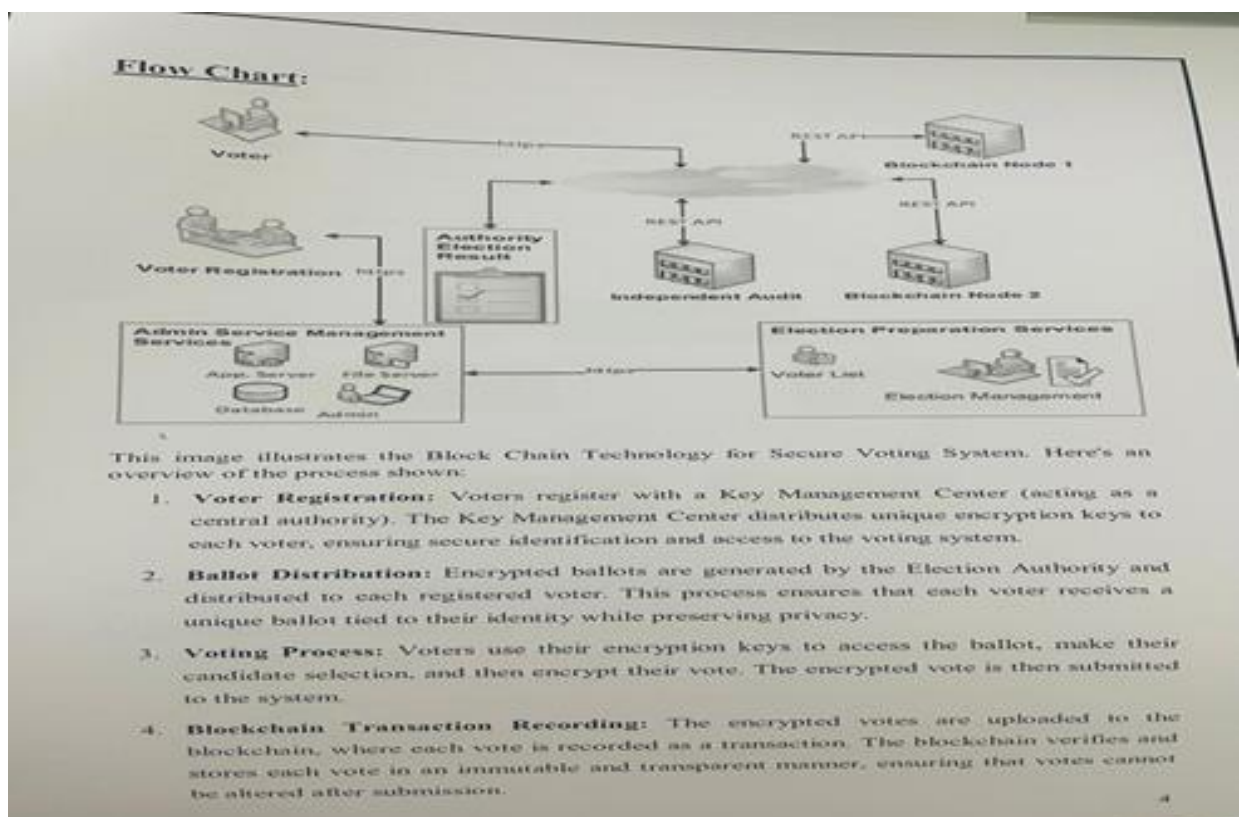 Flow Chart:
Voter
https
REST API
Blockchain Node 1
REST API
REST API
Authority
Election
Result
Voter Registration
https
Independent Audit
Blockchain Node 2
Admin Service Management
Services
App. Server
File Server
Database
Admin
https
Election Preparation Services
Voter List
Election Management
This image illustrates the Block Chain Technology for Secure Voting System. Here's an
overview of the process shown:
1. Voter Registration: Voters register with a Key Management Center (acting as a
central authority). The Key Management Center distributes unique encryption keys to
each voter, ensuring secure identification and access to the voting system.
2. Ballot Distribution: Encrypted ballots are generated by the Election Authority and
distributed to each registered voter. This process ensures that each voter receives a
unique ballot tied to their identity while preserving privacy.
3. Voting Process: Voters use their encryption keys to access the ballot, make their
candidate selection, and then encrypt their vote. The encrypted vote is then submitted
to the system.
4. Blockchain Transaction Recording: The encrypted votes are uploaded to the
blockchain, where each vote is recorded as a transaction. The blockchain verifies and
stores each vote in an immutable and transparent manner, ensuring that votes cannot
be altered after submission.
4